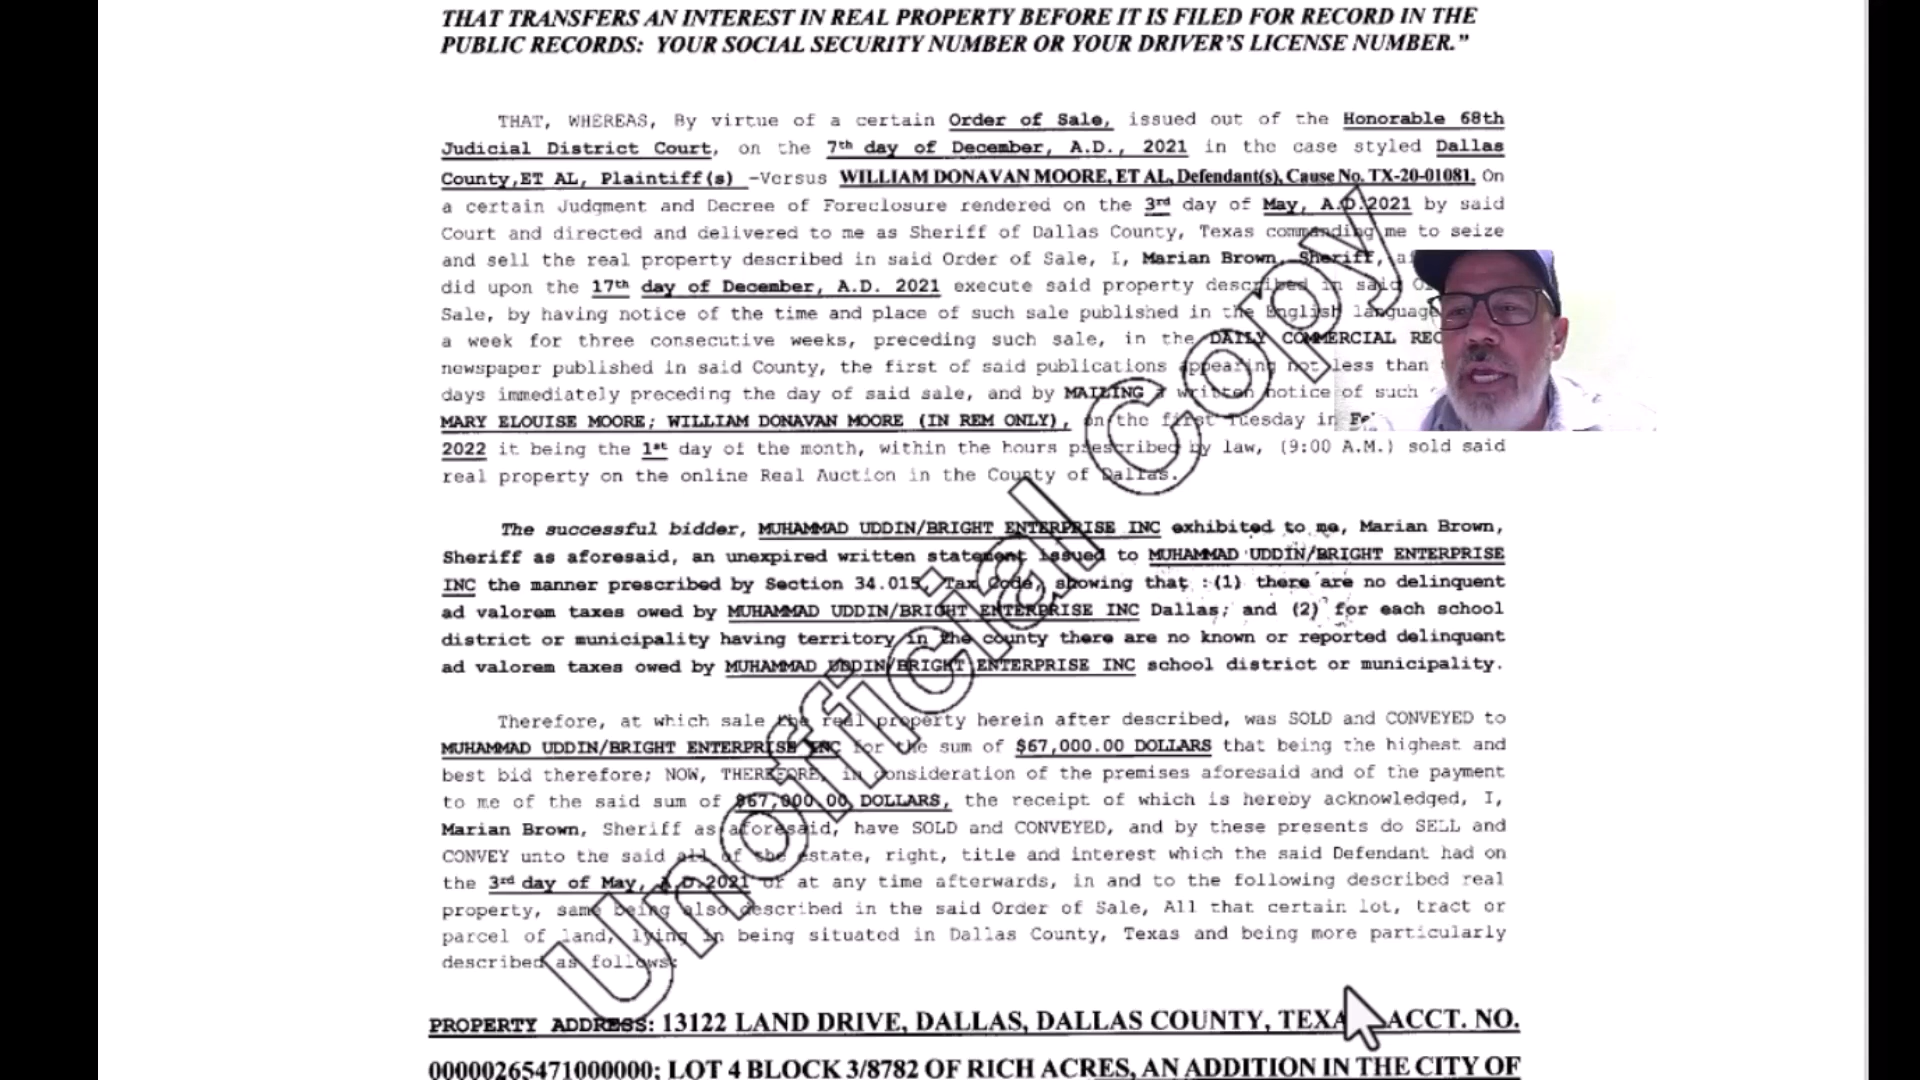 THAT TRANSFERS AN INTEREST IN REAL PROPERTY BEFORE IT IS FILED FOR RECORD IN THE
PUBLIC RECORDS: YOUR SOCIAL SECURITY NUMBER OR YOUR DRIVER'S LICENSE NUMBER."
THAT, WHEREAS, By virtue of a certain Order of Sale, issued out of the Honorable 68th
Judicial District Court, on the 7th day of December, A.D., 2021 in the case styled Dallas
County,ET AL, Plaintiff(s) -Versus WILLIAM DONAVAN MOORE, ET AL, Defendant(s), Cause No. TX-20-01081. On
a certain Judgment and Decree of Foreclosure rendered on the 3rd day of May, A.D.2021 by said
Court and directed and delivered to me as Sheriff of Dallas County, Texas commanding me to seize
and sell the real property described in said Order of Sale, I, Marian Brown, Sheriff,
did upon the 17th day of December, A.D. 2021 execute said property described in said
Sale, by having notice of the time and place of such sale published in the English language
a week for three consecutive weeks, preceding such sale, in the DAILY COMMERCIAL
newspaper published in said County, the first of said publications appearing not less than
days immediately preceding the day of said sale, and by MAILING a written notice of such
MARY ELOUISE MOORE; WILLIAM DONAVAN MOORE (IN REM ONLY), on the first Tuesday in
2022 it being the 1st day of the month, within the hours prescribed by law, (9:00 A.M.) sold said
real property on the online Real Auction in the County of Dallas.
The successful bidder, MUHAMMAD UDDIN/BRIGHT ENTERPRISE INC exhibited to me, Marian Brown,
Sheriff as aforesaid, an unexpired written statement issued to MUHAMMAD UDDIN/BRIGHT ENTERPRISE
INC the manner prescribed by Section 34.015, Tax Code, showing that :(1) there are no delinquent
ad valorem taxes owed by MUHAMMAD UDDIN/BRIGHT ENTERPRISE INC Dallas; and (2) for each school
district or municipality having territory in the county there are no known or reported delinquent
ad valorem taxes owed by MUHAMMAD UDDIN/BRIGHT ENTERPRISE INC school district or municipality.
Therefore, at which sale the real property herein after described, was SOLD and CONVEYED to
MUHAMMAD UDDIN/BRIGHT ENTERPRISE INC for the sum of $67,000.00 DOLLARS that being the highest and
best bid therefore; NOW, THEREFORE, in consideration of the premises aforesaid and of the payment
to me of the said sum of $67,000.00 DOLLARS, the receipt of which is hereby acknowledged, I,
Marian Brown, Sheriff as aforesaid, have SOLD and CONVEYED, and by these presents do SELL and
CONVEY unto the said all of the estate, right, title and interest which the said Defendant had on
the 3rd day of May, A.D.2021 or at any time afterwards, in and to the following described real
property, same being also described in the said Order of Sale, All that certain lot, tract or
parcel of land, lying in being situated in Dallas County, Texas and being more particularly
described as follows:
PROPERTY ADDRESS: 13122 LAND DRIVE, DALLAS, DALLAS COUNTY, ACCT. NO.
00000265471000000; LOT 4 BLOCK 3/8782 OF RICH ACRES, AN ADDITION IN THE CITY OF
Unofficial Copy